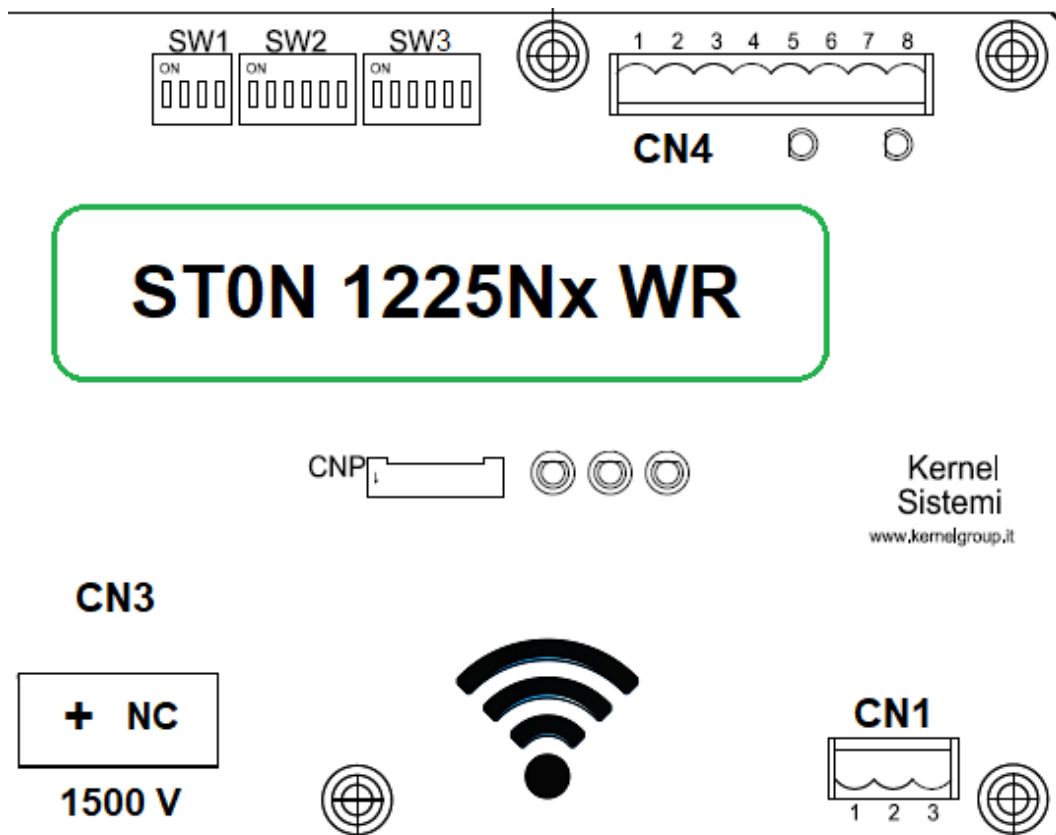 SW1 SW2 SW3
ON ON ON
1 2 3 4 5 6 7 8
CN4
ST0N 1225Nx WR
CNP
1
Kernel
Sistemi
www.kernelgroup.it
CN3
+ NC
1500 V
CN1
1 2 3